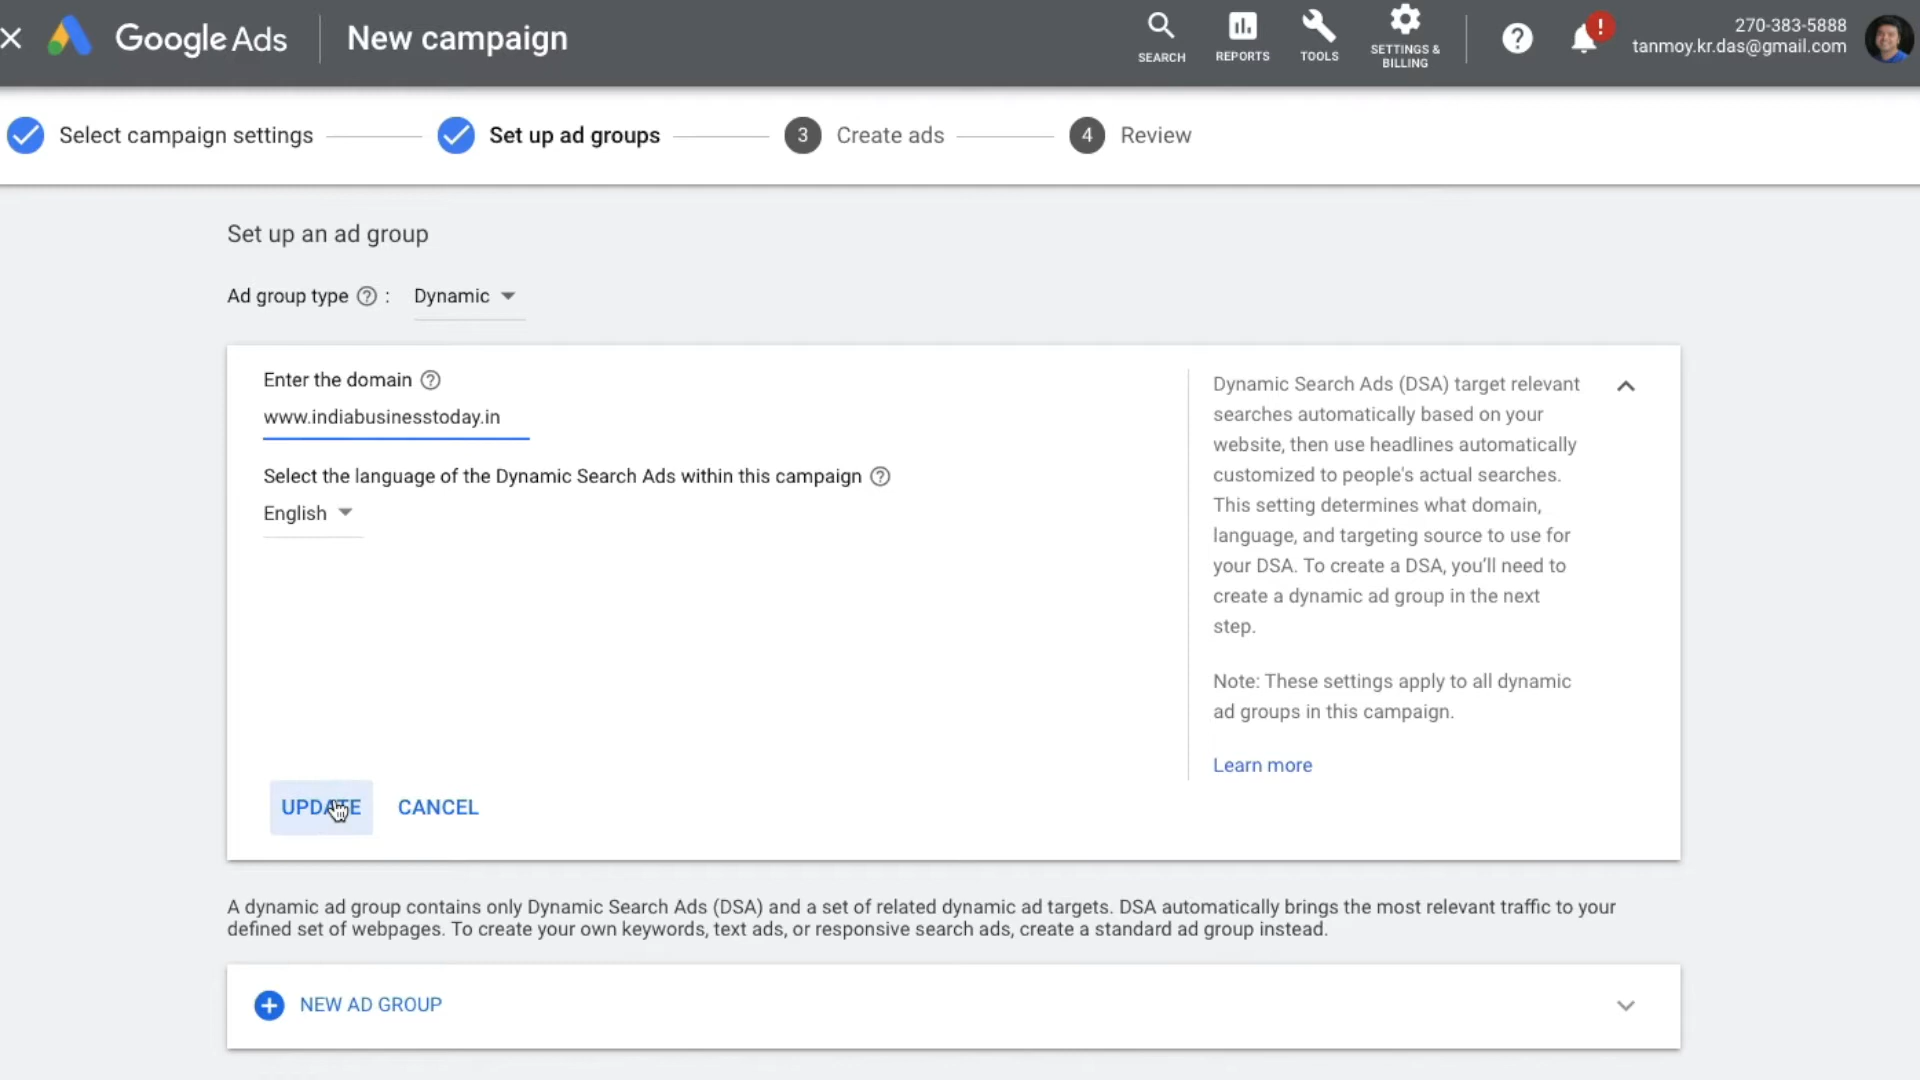 Google Ads
New campaign
SEARCH
REPORTS
TOOLS
SETTINGS &
BILLING
?
!
270-383-5888
tanmoy.kr.das@gmail.com
Select campaign settings
Set up ad groups
3 Create ads
4 Review
Set up an ad group
Ad group type ? : Dynamic
Enter the domain ?
www.indiabusinesstoday.in
Select the language of the Dynamic Search Ads within this campaign ?
English
Dynamic Search Ads (DSA) target relevant
searches automatically based on your
website, then use headlines automatically
customized to people's actual searches.
This setting determines what domain,
language, and targeting source to use for
your DSA. To create a DSA, you'll need to
create a dynamic ad group in the next
step.
Note: These settings apply to all dynamic
ad groups in this campaign.
Learn more
UPDATE CANCEL
A dynamic ad group contains only Dynamic Search Ads (DSA) and a set of related dynamic ad targets. DSA automatically brings the most relevant traffic to your
defined set of webpages. To create your own keywords, text ads, or responsive search ads, create a standard ad group instead.
NEW AD GROUP